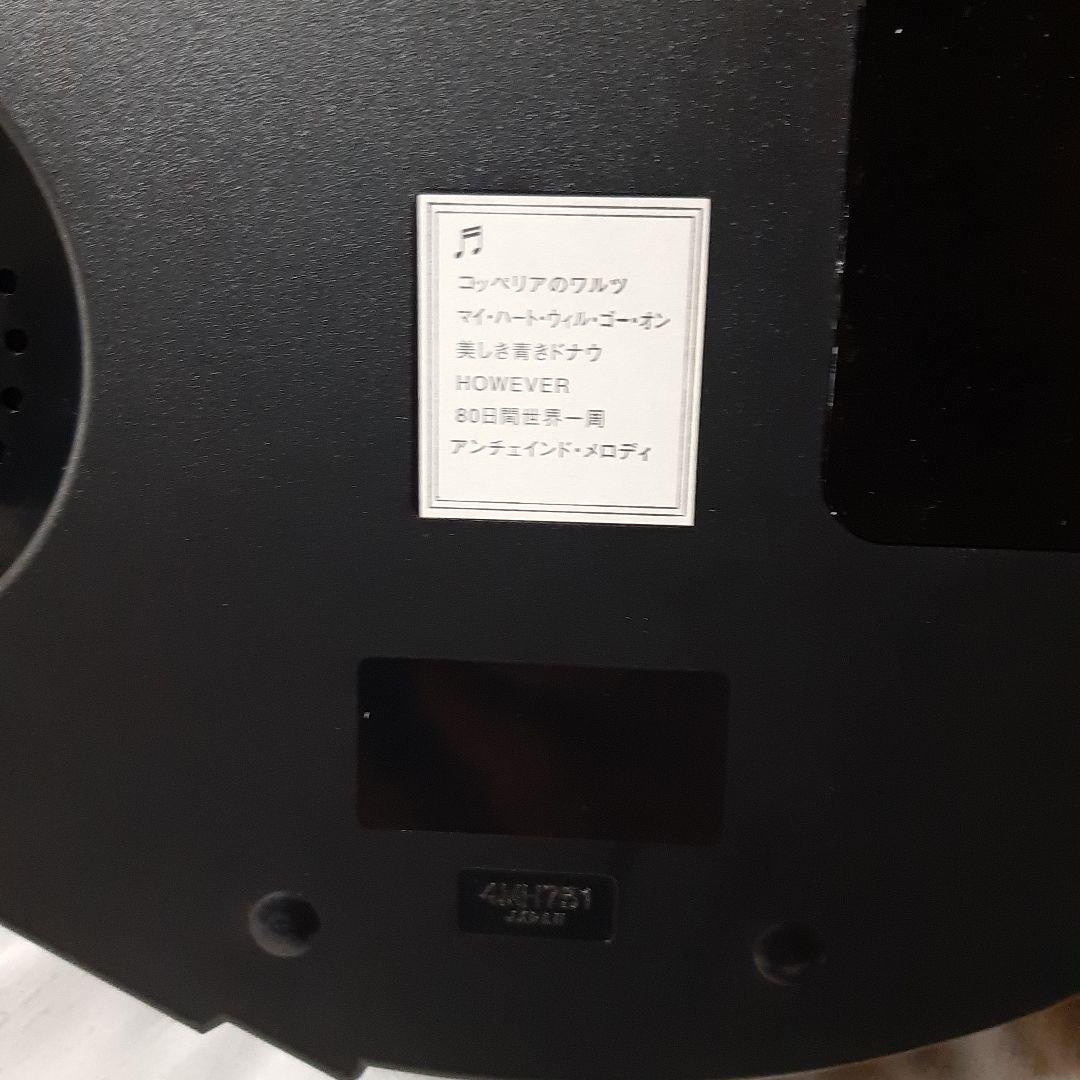 コッペリアのワルツ
マイ・ハート・ウィル・ゴー・オン
美しき青きドナウ
HOWEVER
80日間世界一周
アンチェインド・メロディ
4MH751